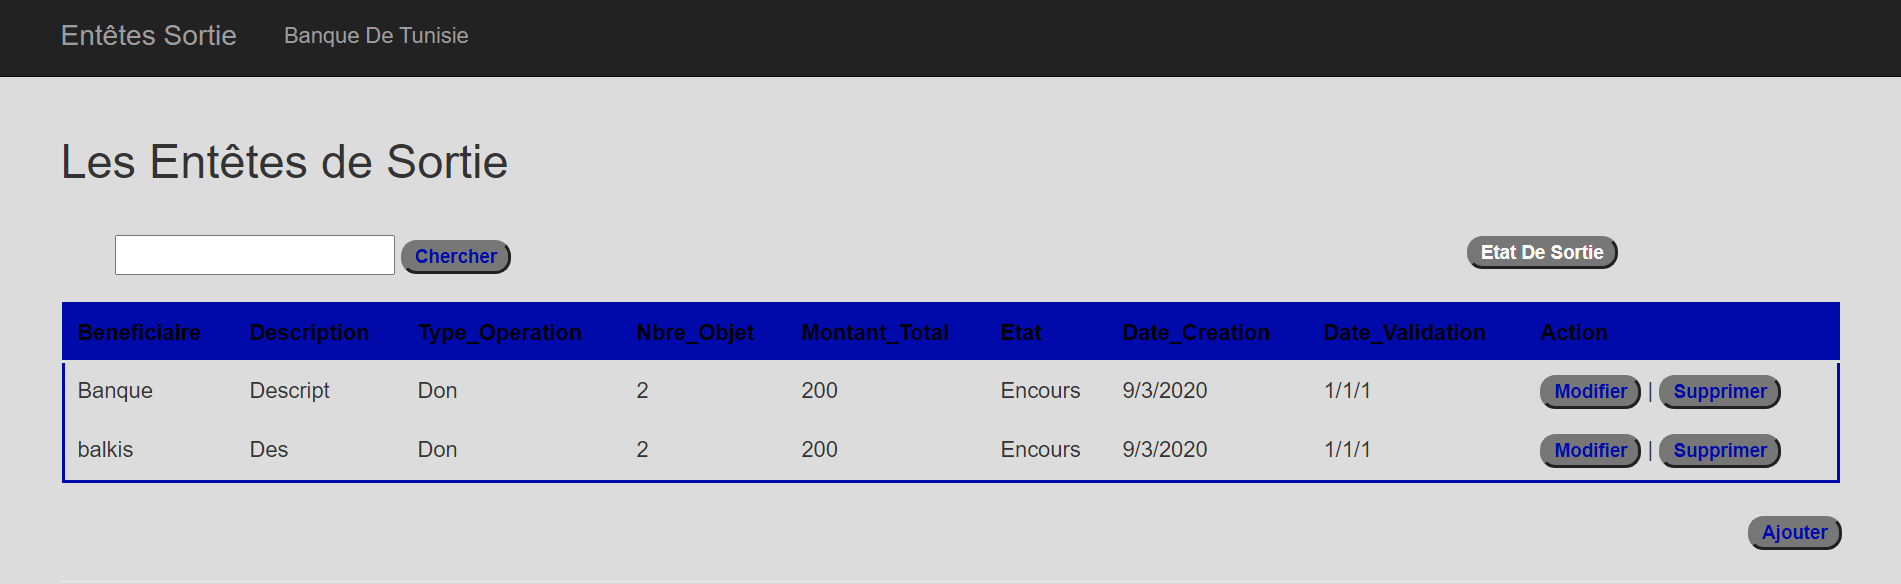 Entêtes Sortie Banque De Tunisie
Les Entêtes de Sortie
Chercher Etat De Sortie
Beneficiaire Description Type_Operation Nbre_Objet Montant_Total Etat Date_Creation Date_Validation Action
Banque Descript Don 2 200 Encours 9/3/2020 1/1/1 Modifier | Supprimer
balkis Des Don 2 200 Encours 9/3/2020 1/1/1 Modifier | Supprimer
Ajouter